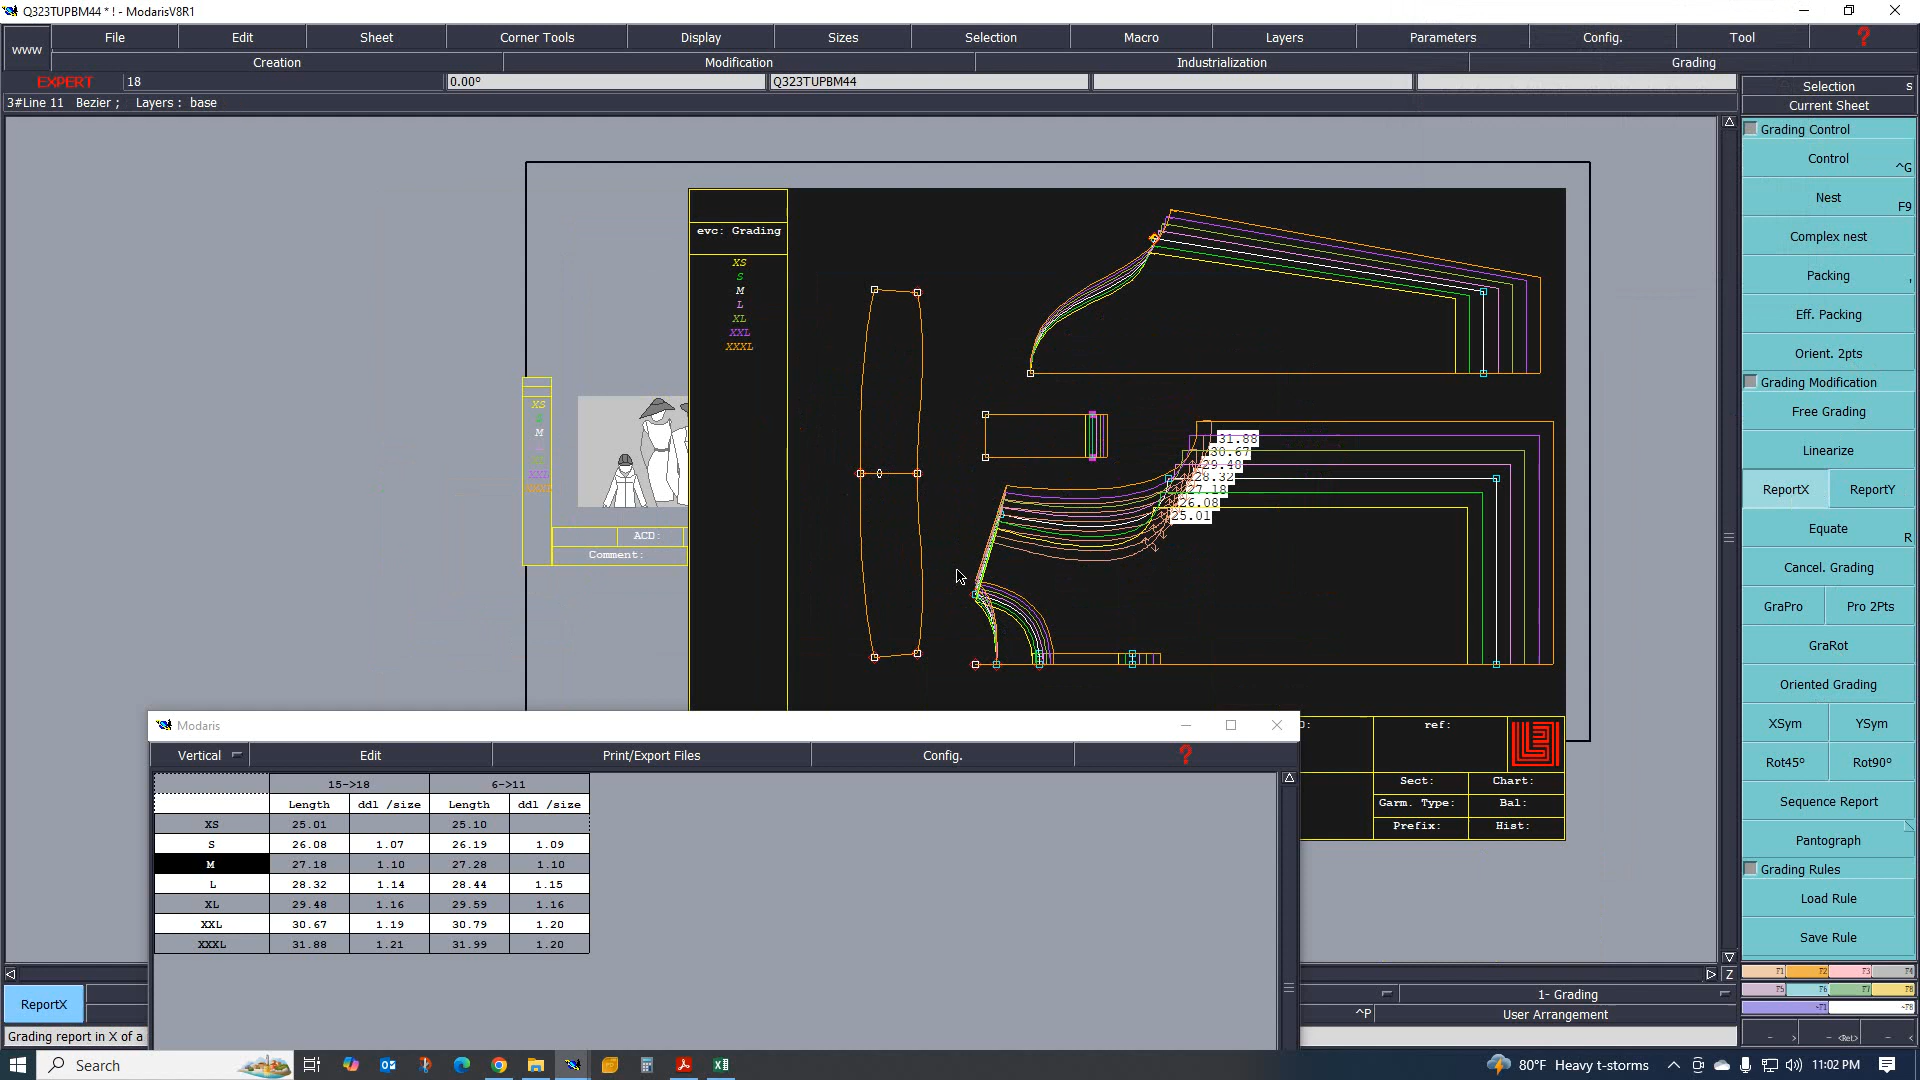 Q323TUPBM44 * ! - ModarisV8R1
www
File
Edit
Sheet
Corner Tools
Display
Sizes
Selection
Macro
Layers
Parameters
Config.
Tool
?
Creation
Modification
Industrialization
Grading
EXPERT
18
0.00°
Q323TUPBM44
3#Line 11 Bezier ; Layers : base
Selection s
Current Sheet
Grading Control
Control ^G
Nest F9
Complex nest
Packing ,
Eff. Packing
Orient. 2pts
Grading Modification
Free Grading
Linearize
ReportX
ReportY
Equate R
Cancel. Grading
GraPro
Pro 2Pts
GraRot
Oriented Grading
XSym
YSym
Rot45°
Rot90°
Sequence Report
Pantograph
Grading Rules
Load Rule
Save Rule
F1 F2 F3 F4
F5 F6 F7 F8
evc: Grading
XS
S
M
L
XL
XXL
XXXL
31.88
30.67
29.48
28.32
27.18
26.08
25.01
XS
S
M
ACD:
Comment:
ref:
Sect:
Chart:
Garm. Type:
Bal:
Prefix:
Hist:
Modaris
Vertical
Edit
Print/Export Files
Config.
?
15->18 6->11
Length ddl /size Length ddl /size
XS 25.01 25.10
S 26.08 1.07 26.19 1.09
M 27.18 1.10 27.28 1.10
L 28.32 1.14 28.44 1.15
XL 29.48 1.16 29.59 1.16
XXL 30.67 1.19 30.79 1.20
XXXL 31.88 1.21 31.99 1.20
Z
ReportX
1- Grading
^P
User Arrangement
Grading report in X of a
Search
80°F Heavy t-storms
11:02 PM